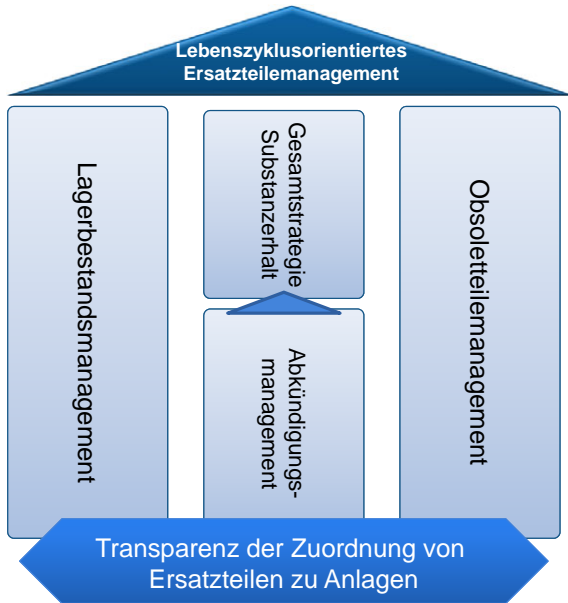 Lebenszyklusorientiertes
Ersatzteilemanagement
Lagerbestandsmanagement
Gesamtstrategie
Substanzerhalt
Abkündigungs-
management
Obsoletteilemanagement
Transparenz der Zuordnung von
Ersatzteilen zu Anlagen